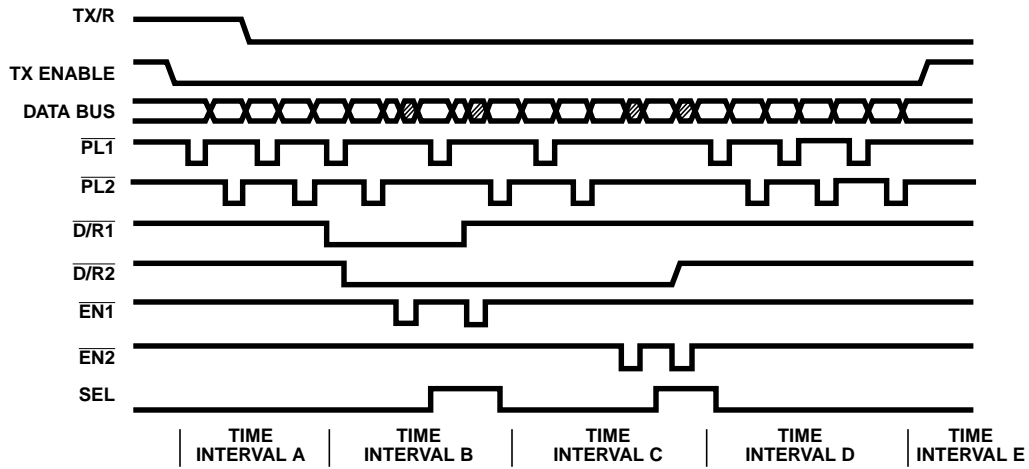 TX/R
TX ENABLE
DATA BUS
PL1
PL2
D/R1
D/R2
EN1
EN2
SEL
TIME INTERVAL A
TIME INTERVAL B
TIME INTERVAL C
TIME INTERVAL D
TIME INTERVAL E